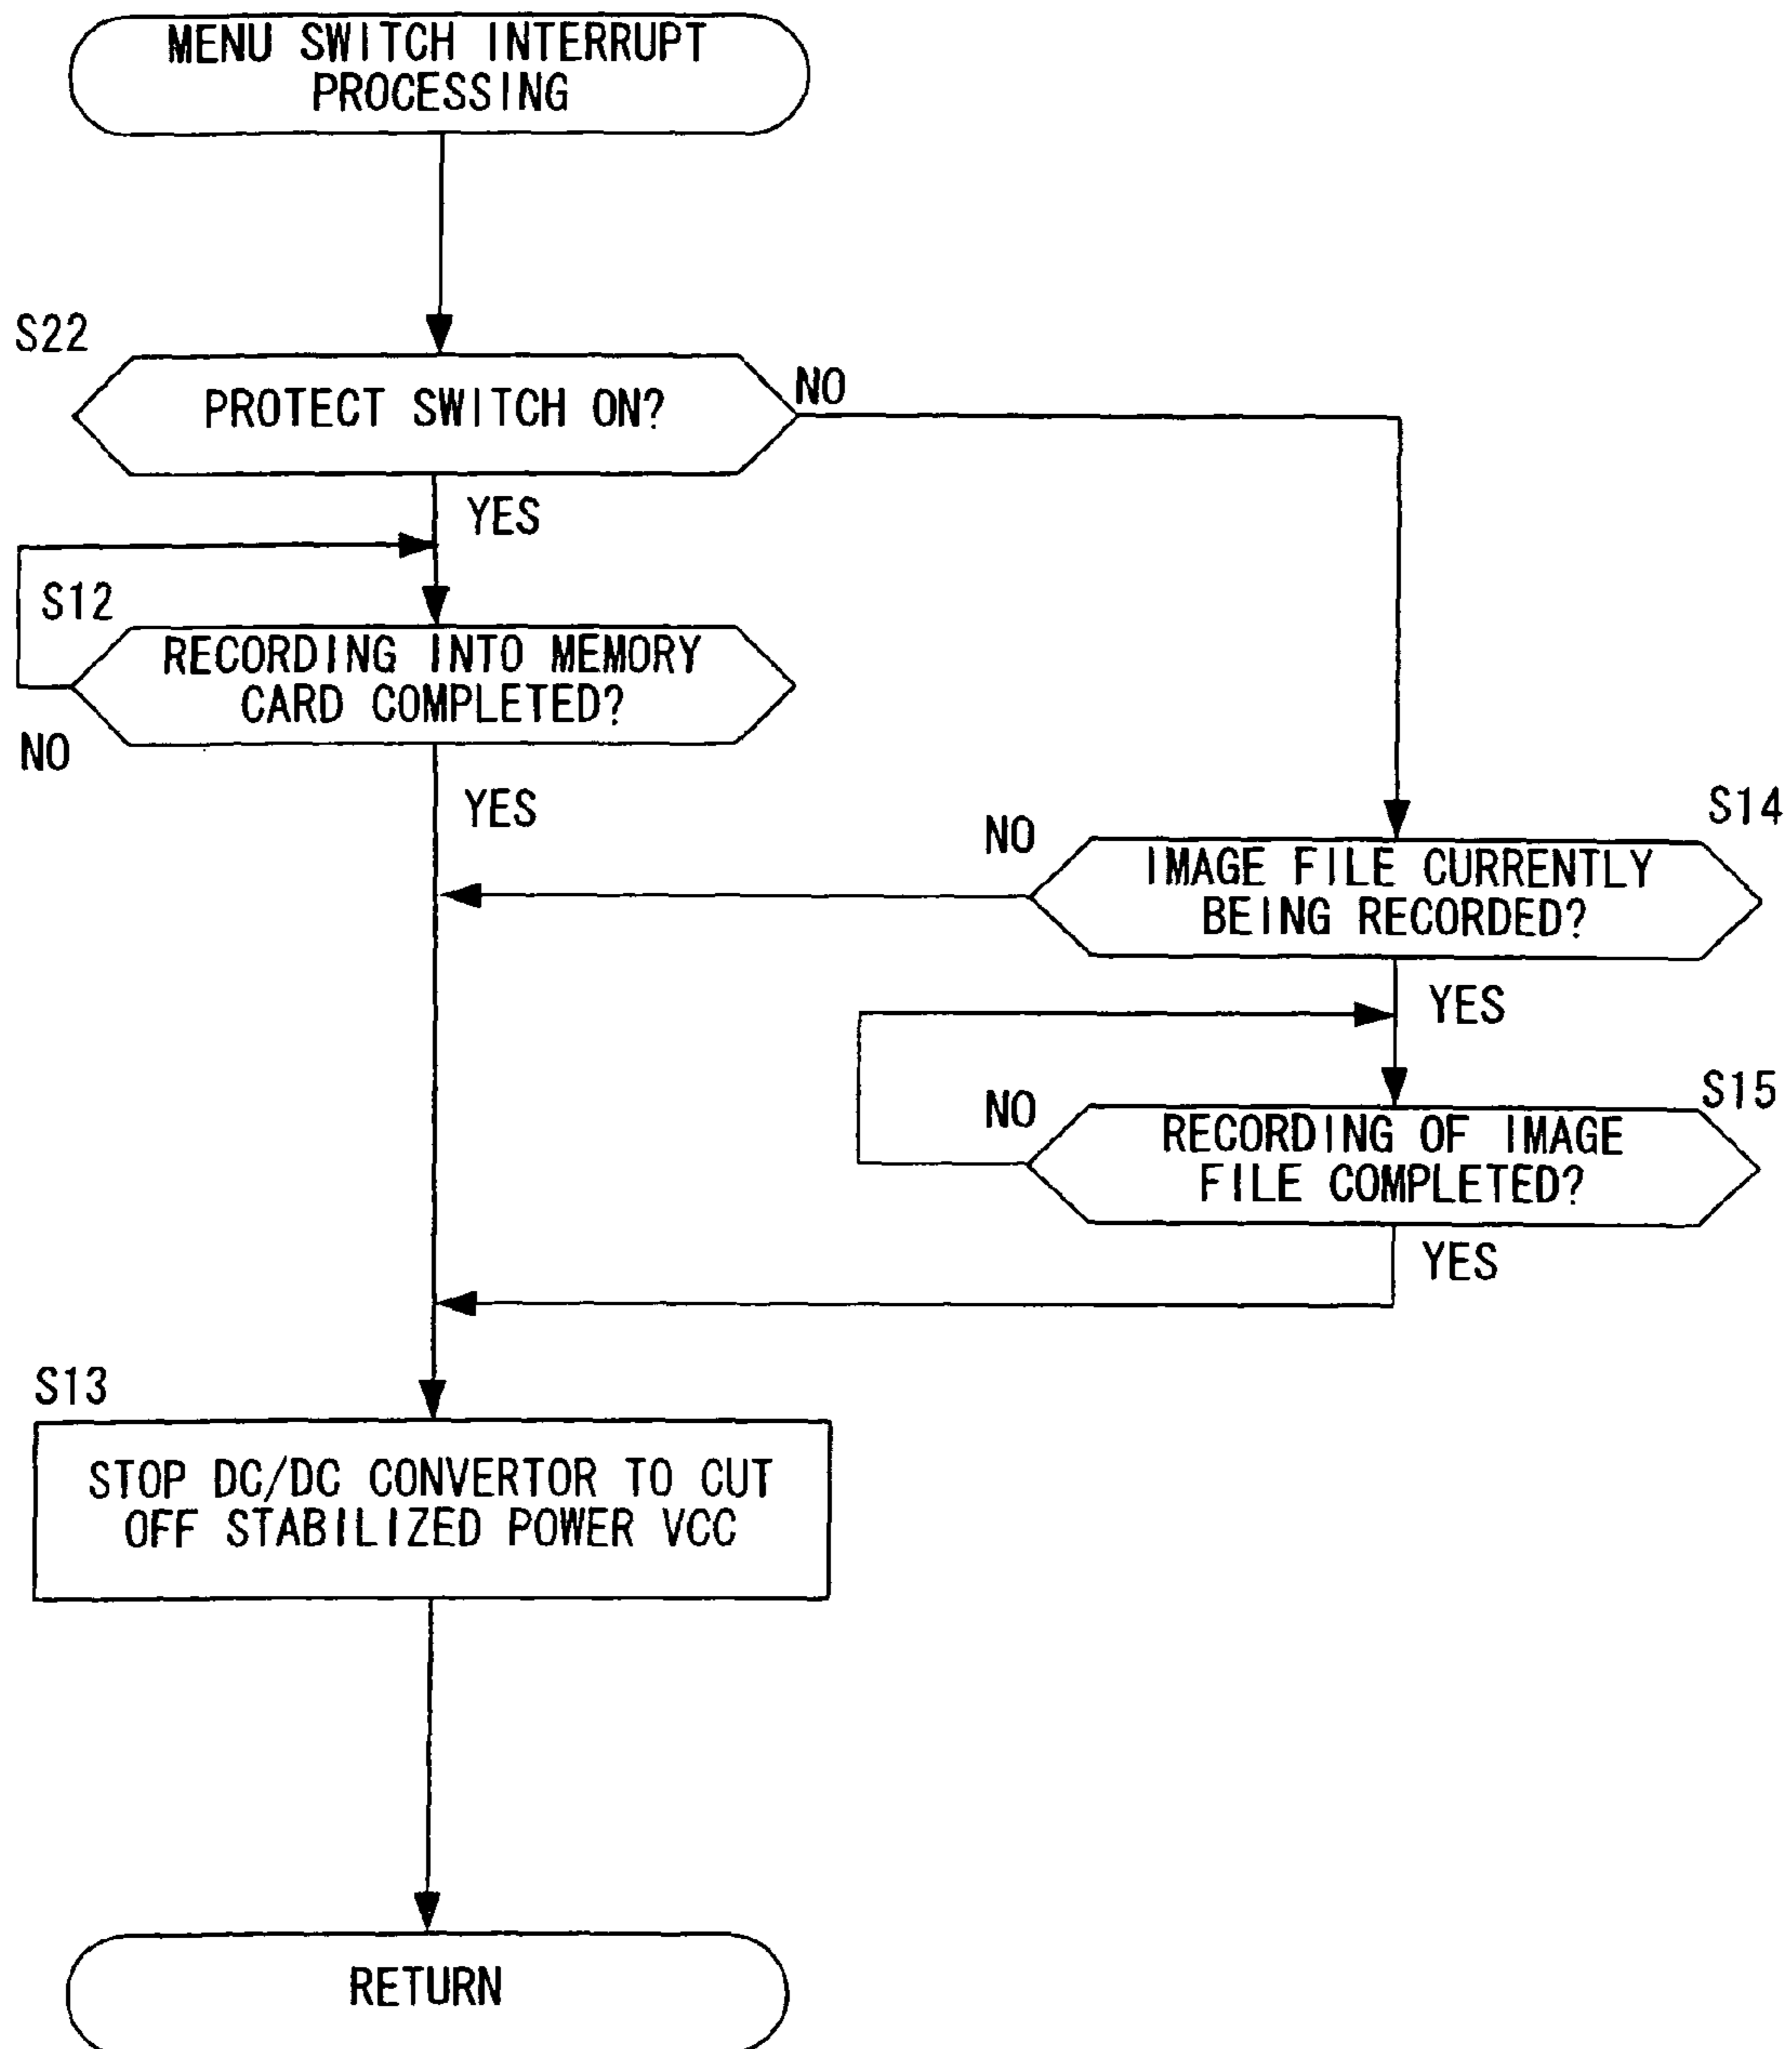 MENU SWITCH INTERRUPT
PROCESSING
S22
PROTECT SWITCH ON?
NO
YES
S12
RECORDING INTO MEMORY
CARD COMPLETED?
NO
YES
S14
NO
IMAGE FILE CURRENTLY
BEING RECORDED?
YES
S15
NO
RECORDING OF IMAGE
FILE COMPLETED?
YES
S13
STOP DC/DC CONVERTOR TO CUT
OFF STABILIZED POWER VCC
RETURN